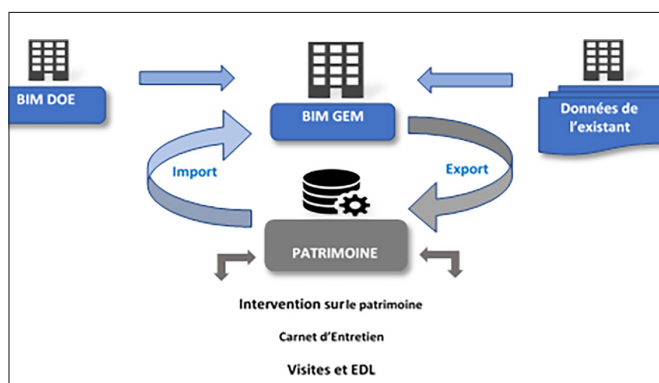 BIM DOE
BIM GEM
Données de
l'existant
Import
Export
PATRIMOINE
Intervention sur le patrimoine
Carnet d'Entretien
Visites et EDL